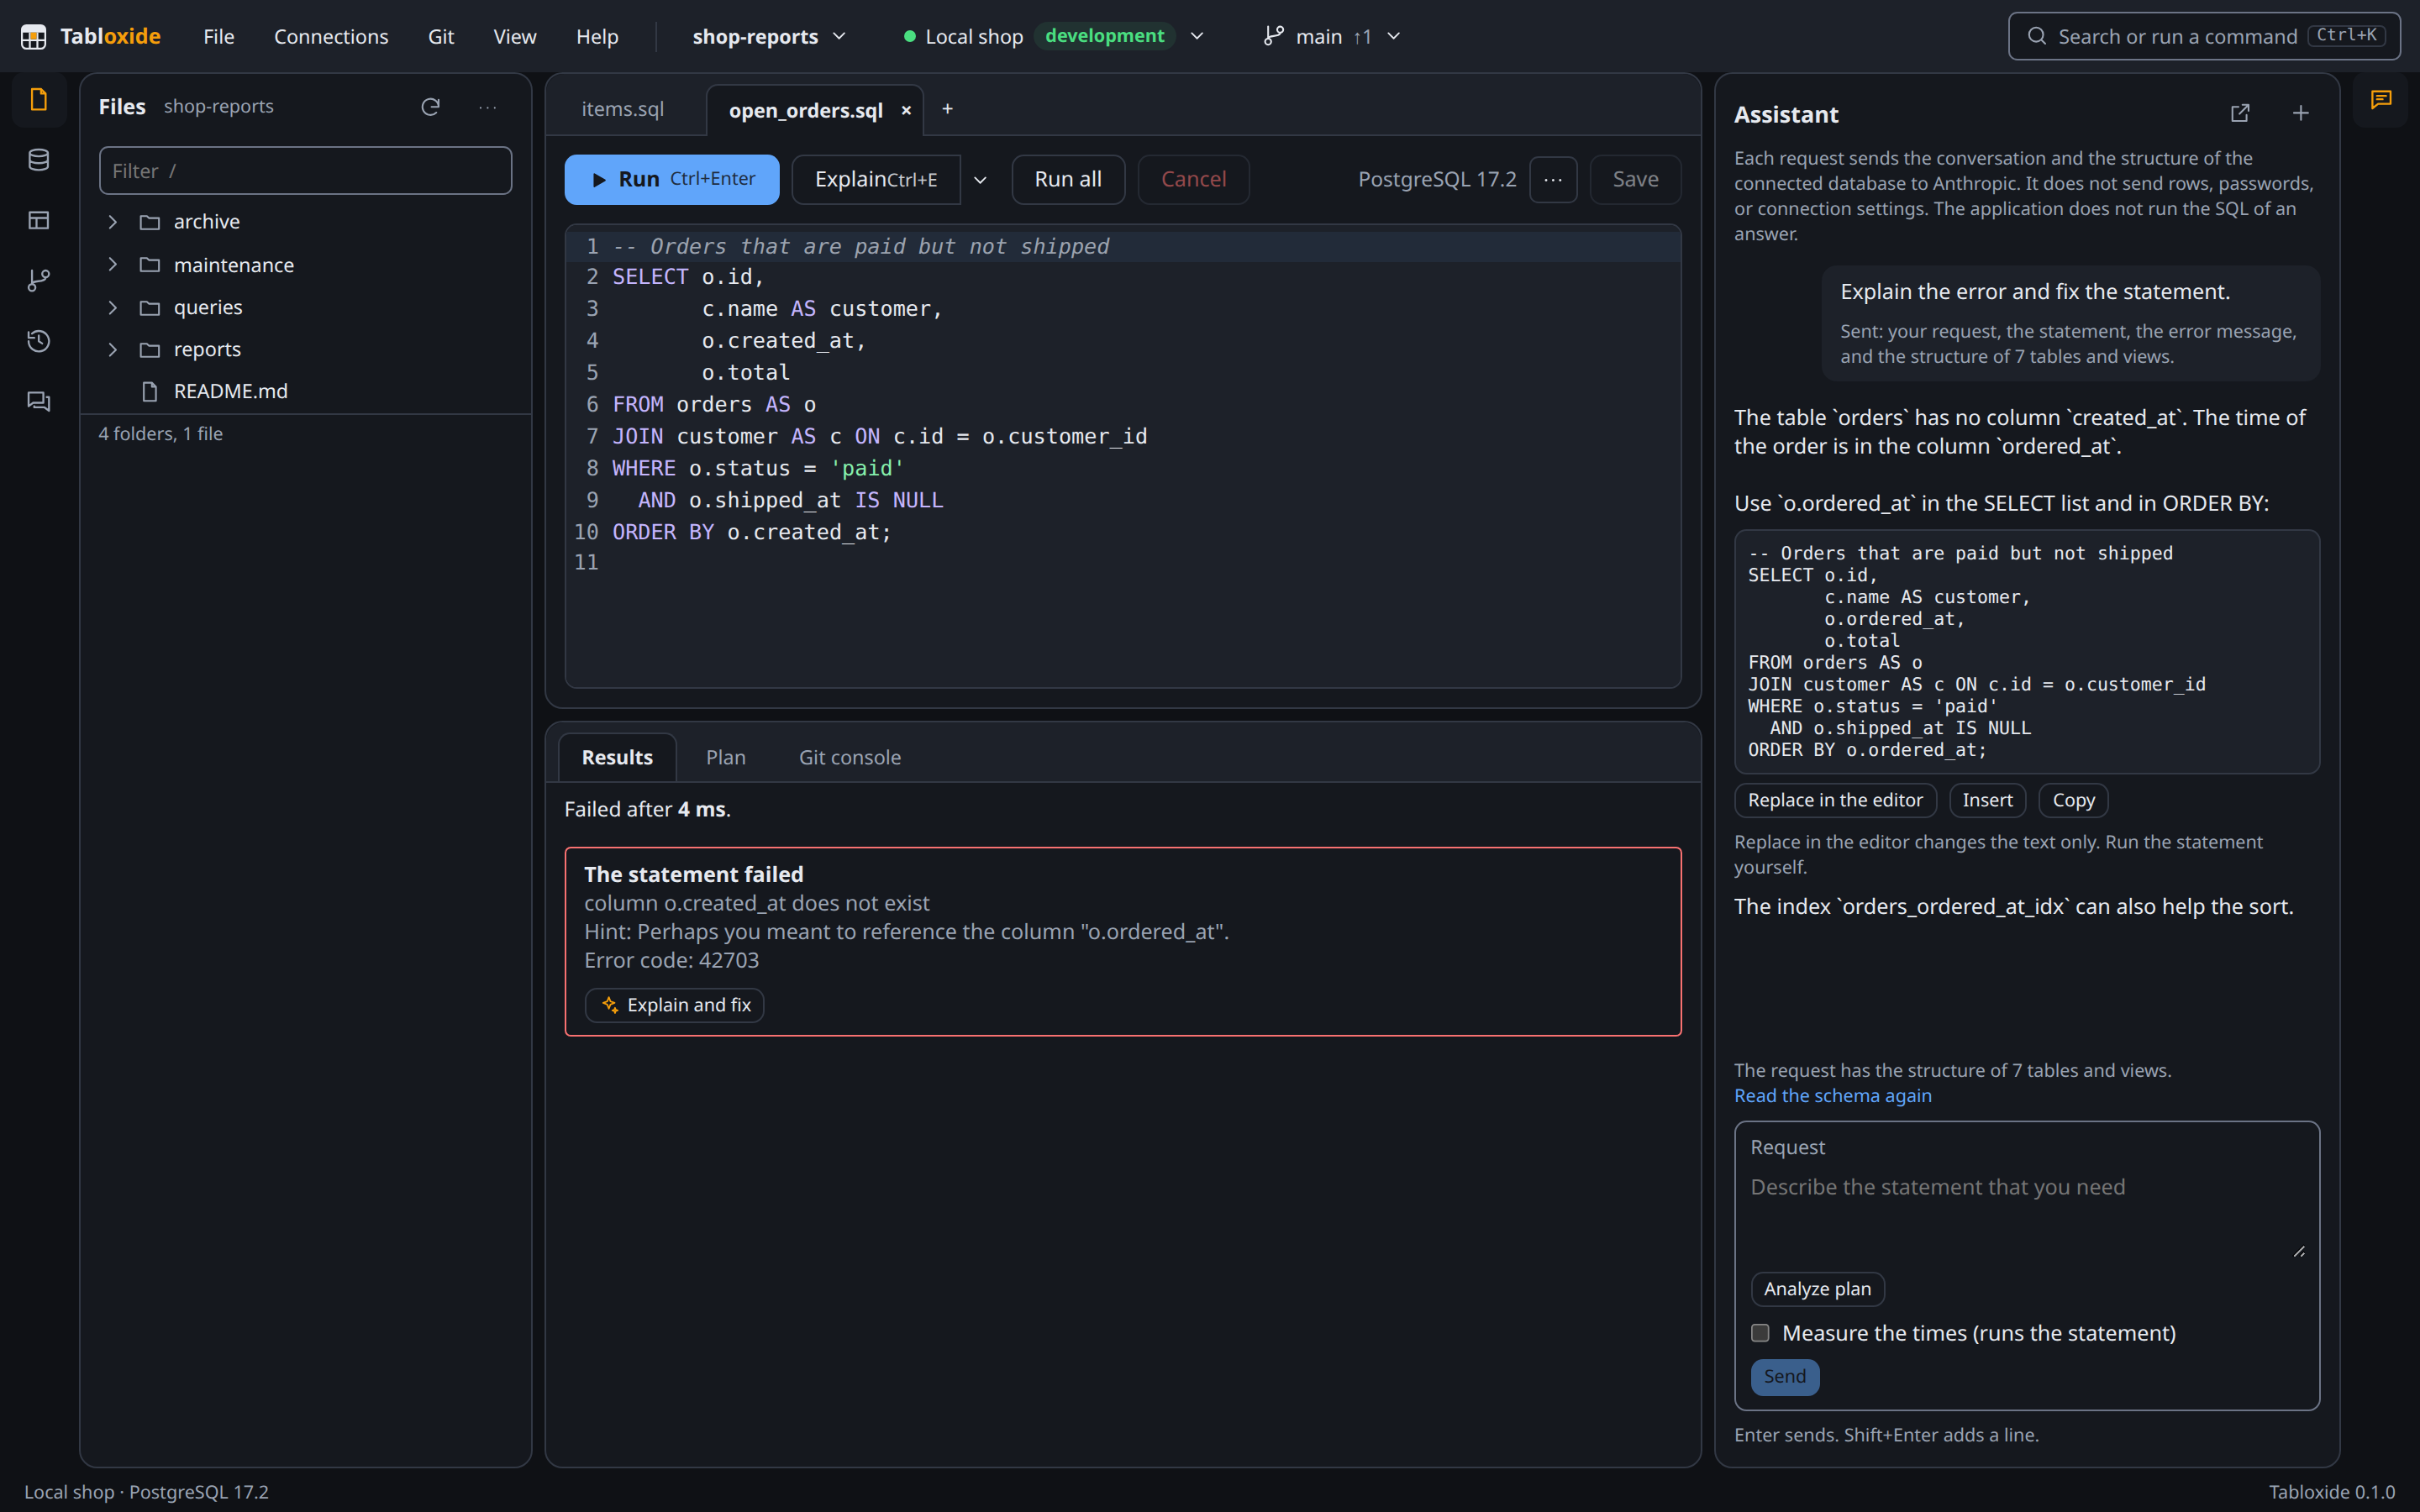 Tabloxide File Connections Git View Help shop-reports Local shop development main ↑1 Search or run a command Ctrl+K
Files shop-reports ···
Filter /
archive
maintenance
queries
reports
README.md
4 folders, 1 file
items.sql open_orders.sql × +
Run Ctrl+Enter Explain Ctrl+E Run all Cancel PostgreSQL 17.2 ··· Save
1 -- Orders that are paid but not shipped
2 SELECT o.id,
3        c.name AS customer,
4        o.created_at,
5        o.total
6 FROM orders AS o
7 JOIN customer AS c ON c.id = o.customer_id
8 WHERE o.status = 'paid'
9   AND o.shipped_at IS NULL
10 ORDER BY o.created_at;
11
Results Plan Git console
Failed after 4 ms.
The statement failed
column o.created_at does not exist
Hint: Perhaps you meant to reference the column "o.ordered_at".
Error code: 42703
Explain and fix
Assistant
Each request sends the conversation and the structure of the
connected database to Anthropic. It does not send rows, passwords,
or connection settings. The application does not run the SQL of an
answer.
Explain the error and fix the statement.
Sent: your request, the statement, the error message,
and the structure of 7 tables and views.
The table `orders` has no column `created_at`. The time of
the order is in the column `ordered_at`.
Use `o.ordered_at` in the SELECT list and in ORDER BY:
-- Orders that are paid but not shipped
SELECT o.id,
       c.name AS customer,
       o.ordered_at,
       o.total
FROM orders AS o
JOIN customer AS c ON c.id = o.customer_id
WHERE o.status = 'paid'
  AND o.shipped_at IS NULL
ORDER BY o.ordered_at;
Replace in the editor Insert Copy
Replace in the editor changes the text only. Run the statement
yourself.
The index `orders_ordered_at_idx` can also help the sort.
The request has the structure of 7 tables and views.
Read the schema again
Request
Describe the statement that you need
Analyze plan
Measure the times (runs the statement)
Send
Enter sends. Shift+Enter adds a line.
Local shop · PostgreSQL 17.2 Tabloxide 0.1.0